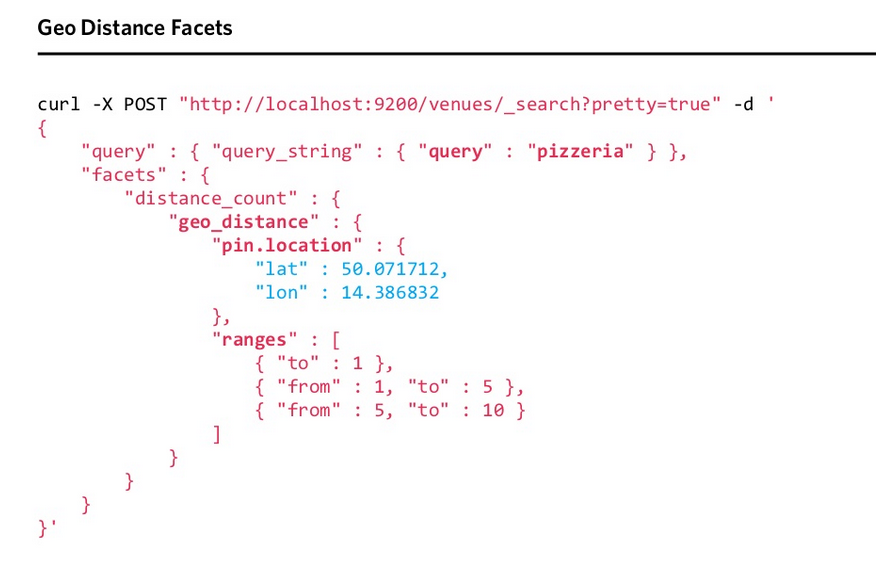 Geo Distance Facets
curl -X POST "http://localhost:9200/venues/_search?pretty=true" -d '
{
    "query" : { "query_string" : { "query" : "pizzeria" } },
    "facets" : {
        "distance_count" : {
            "geo_distance" : {
                "pin.location" : {
                    "lat" : 50.071712,
                    "lon" : 14.386832
                },
                "ranges" : [
                    { "to" : 1 },
                    { "from" : 1, "to" : 5 },
                    { "from" : 5, "to" : 10 }
                ]
            }
        }
    }
}'